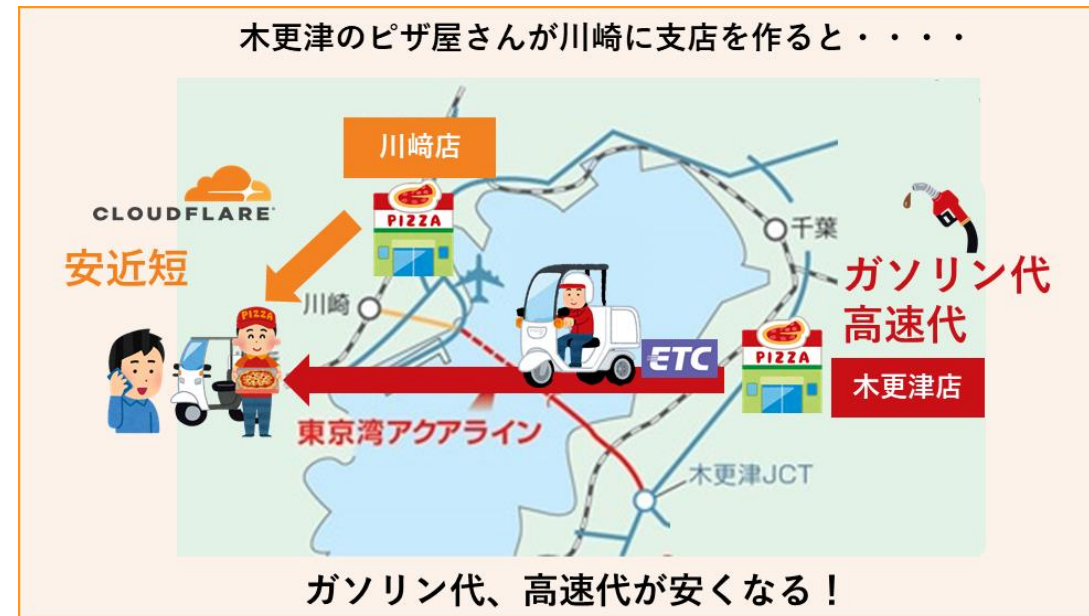 木更津のピザ屋さんが川崎に支店を作ると・・・・
川﨑店
CLOUDFLARE
PIZZA
安近短
千葉
ガソリン代
高速代
川崎
PIZZA
ETC
PIZZA
木更津店
東京湾アクアライン
木更津JCT
ガソリン代、高速代が安くなる！